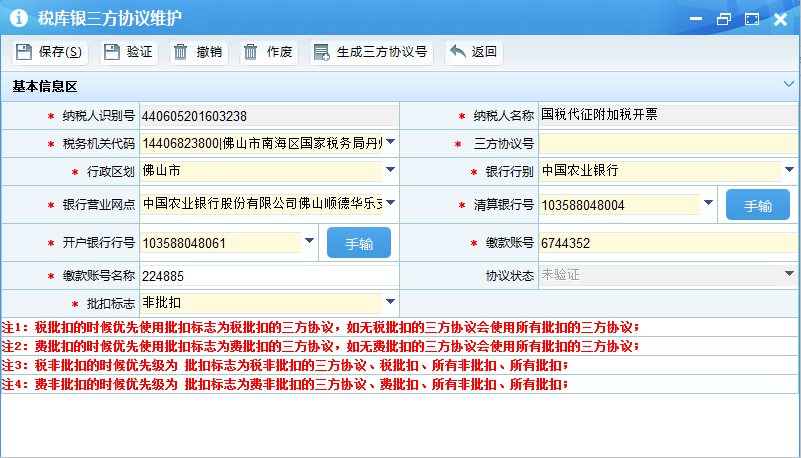 税库银三方协议维护
保存(S) 验证 撤销 作废 生成三方协议号 返回
基本信息区
* 纳税人识别号 440605201603238 * 纳税人名称 国税代征附加税开票
* 税务机关代码 14406823800|佛山市南海区国家税务局丹 * 三方协议号
* 行政区划 佛山市 * 银行行别 中国农业银行
* 银行营业网点 中国农业银行股份有限公司佛山顺德华乐支 * 清算银行号 103588048004 手输
* 开户银行行号 103588048061 手输 * 缴款账号 6744352
* 缴款账号名称 224885 协议状态 未验证
* 批扣标志 非批扣
注1：税批扣的时候优先使用批扣标志为税批扣的三方协议，如无税批扣的三方协议会使用所有批扣的三方协议；
注2：费批扣的时候优先使用批扣标志为费批扣的三方协议，如无费批扣的三方协议会使用所有批扣的三方协议；
注3：税非批扣的时候优先级为 批扣标志为税非批扣的三方协议、税批扣、所有非批扣、所有批扣；
注4：费非批扣的时候优先级为 批扣标志为费非批扣的三方协议、费批扣、所有非批扣、所有批扣；